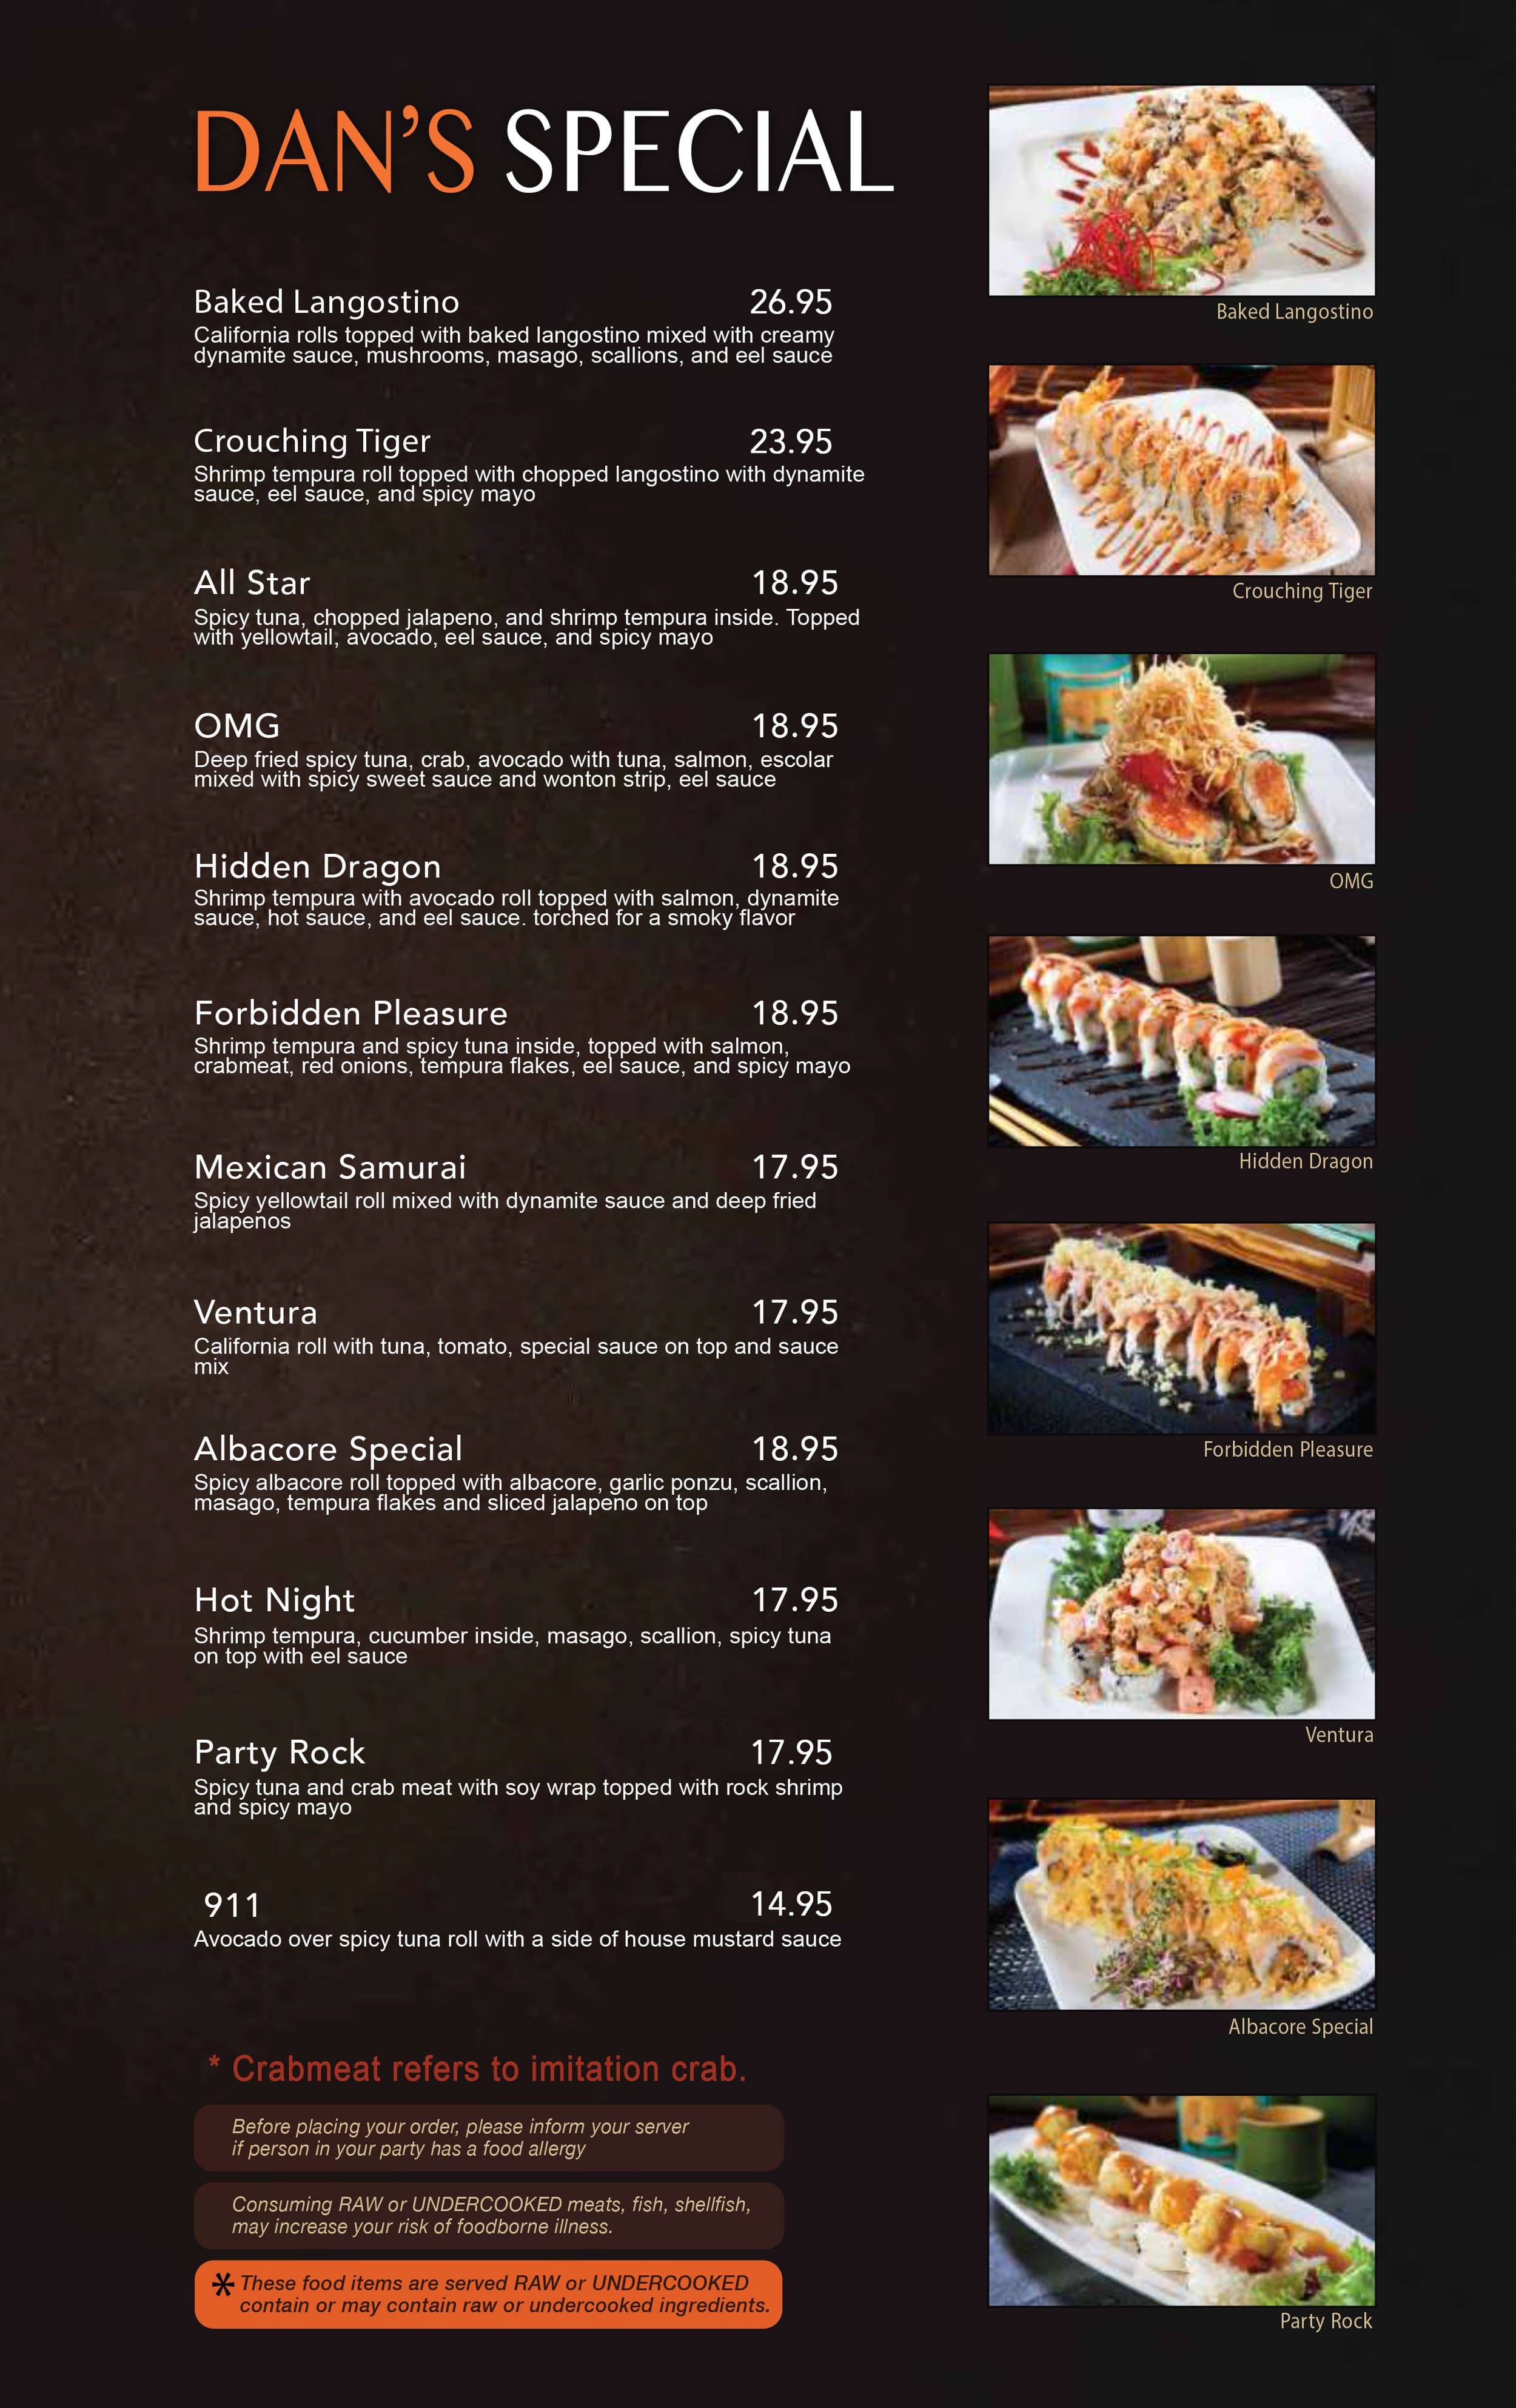 DAN'S SPECIAL
Baked Langostino 26.95
California rolls topped with baked langostino mixed with creamy
dynamite sauce, mushrooms, masago, scallions, and eel sauce
Crouching Tiger 23.95
Shrimp tempura roll topped with chopped langostino with dynamite
sauce, eel sauce, and spicy mayo
All Star 18.95
Spicy tuna, chopped jalapeno, and shrimp tempura inside. Topped
with yellowtail, avocado, eel sauce, and spicy mayo
OMG 18.95
Deep fried spicy tuna, crab, avocado with tuna, salmon, escolar
mixed with spicy sweet sauce and wonton strip, eel sauce
Hidden Dragon 18.95
Shrimp tempura with avocado roll topped with salmon, dynamite
sauce, hot sauce, and eel sauce. torched for a smoky flavor
Forbidden Pleasure 18.95
Shrimp tempura and spicy tuna inside, topped with salmon,
crabmeat, red onions, tempura flakes, eel sauce, and spicy mayo
Mexican Samurai 17.95
Spicy yellowtail roll mixed with dynamite sauce and deep fried
jalapenos
Ventura 17.95
California roll with tuna, tomato, special sauce on top and sauce
mix
Albacore Special 18.95
Spicy albacore roll topped with albacore, garlic ponzu, scallion,
masago, tempura flakes and sliced jalapeno on top
Hot Night 17.95
Shrimp tempura, cucumber inside, masago, scallion, spicy tuna
on top with eel sauce
Party Rock 17.95
Spicy tuna and crab meat with soy wrap topped with rock shrimp
and spicy mayo
911 14.95
Avocado over spicy tuna roll with a side of house mustard sauce
* Crabmeat refers to imitation crab.
Before placing your order, please inform your server
if person in your party has a food allergy
Consuming RAW or UNDERCOOKED meats, fish, shellfish,
may increase your risk of foodborne illness.
* These food items are served RAW or UNDERCOOKED
contain or may contain raw or undercooked ingredients.
Baked Langostino
Crouching Tiger
OMG
Hidden Dragon
Forbidden Pleasure
Ventura
Albacore Special
Party Rock